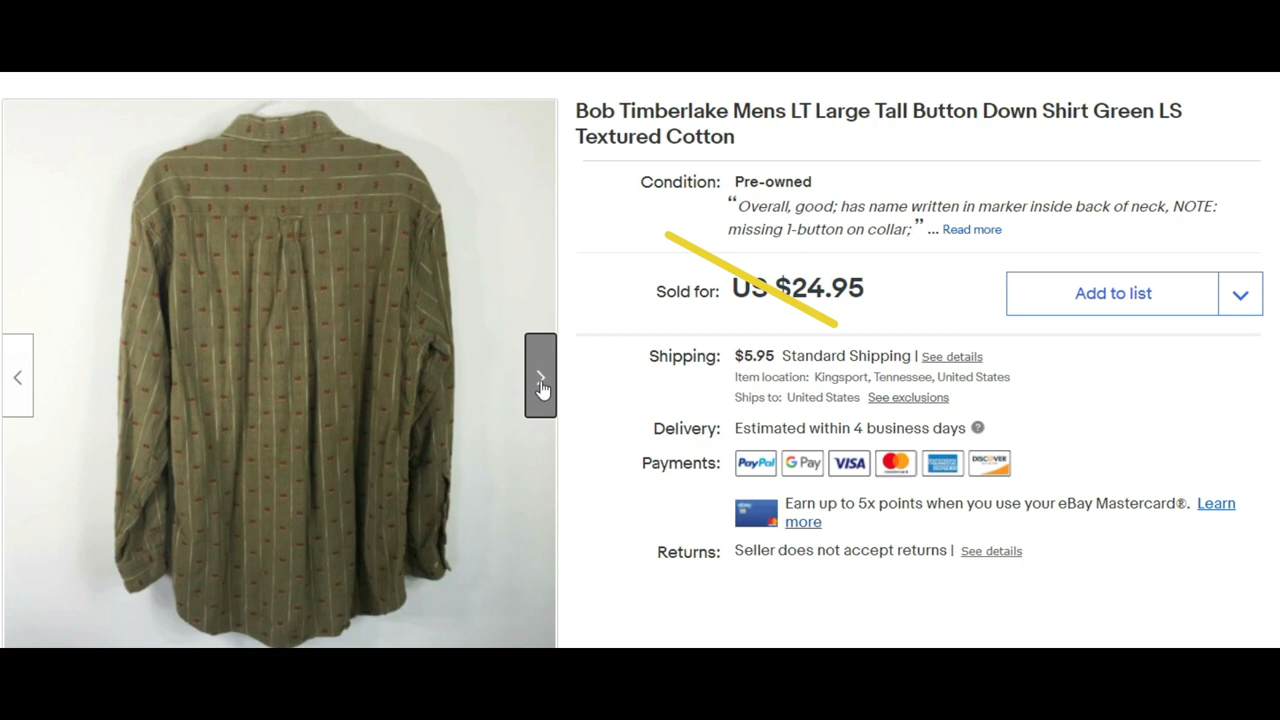 Bob Timberlake Mens LT Large Tall Button Down Shirt Green LS
Textured Cotton
Condition: Pre-owned
“Overall, good; has name written in marker inside back of neck, NOTE:
missing 1-button on collar;” ... Read more
Sold for: US $24.95
Add to list
Shipping: $5.95 Standard Shipping | See details
Item location: Kingsport, Tennessee, United States
Ships to: United States See exclusions
Delivery: Estimated within 4 business days ?
Payments: PayPal G Pay VISA AMERICAN EXPRESS DISCOVER
Earn up to 5x points when you use your eBay Mastercard®. Learn
more
Returns: Seller does not accept returns | See details